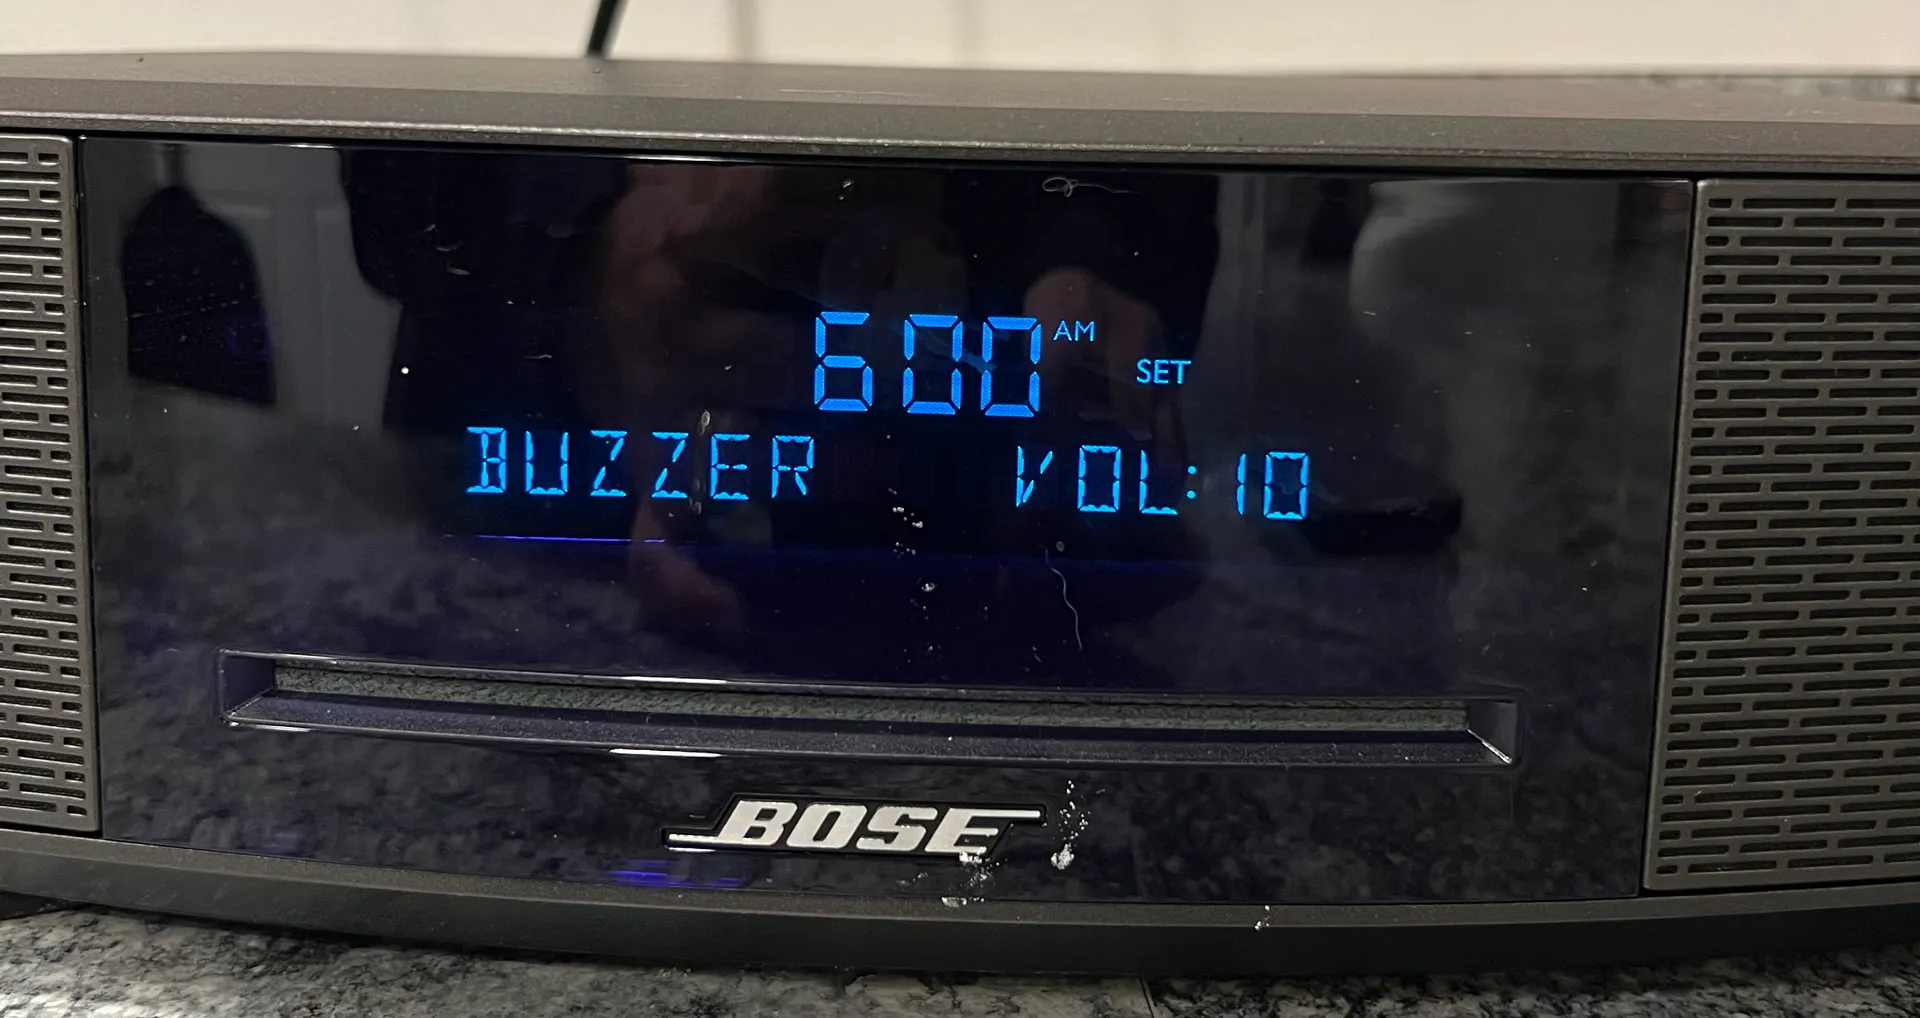 600 AM
SET
BUZZER VOL:10
BOSE